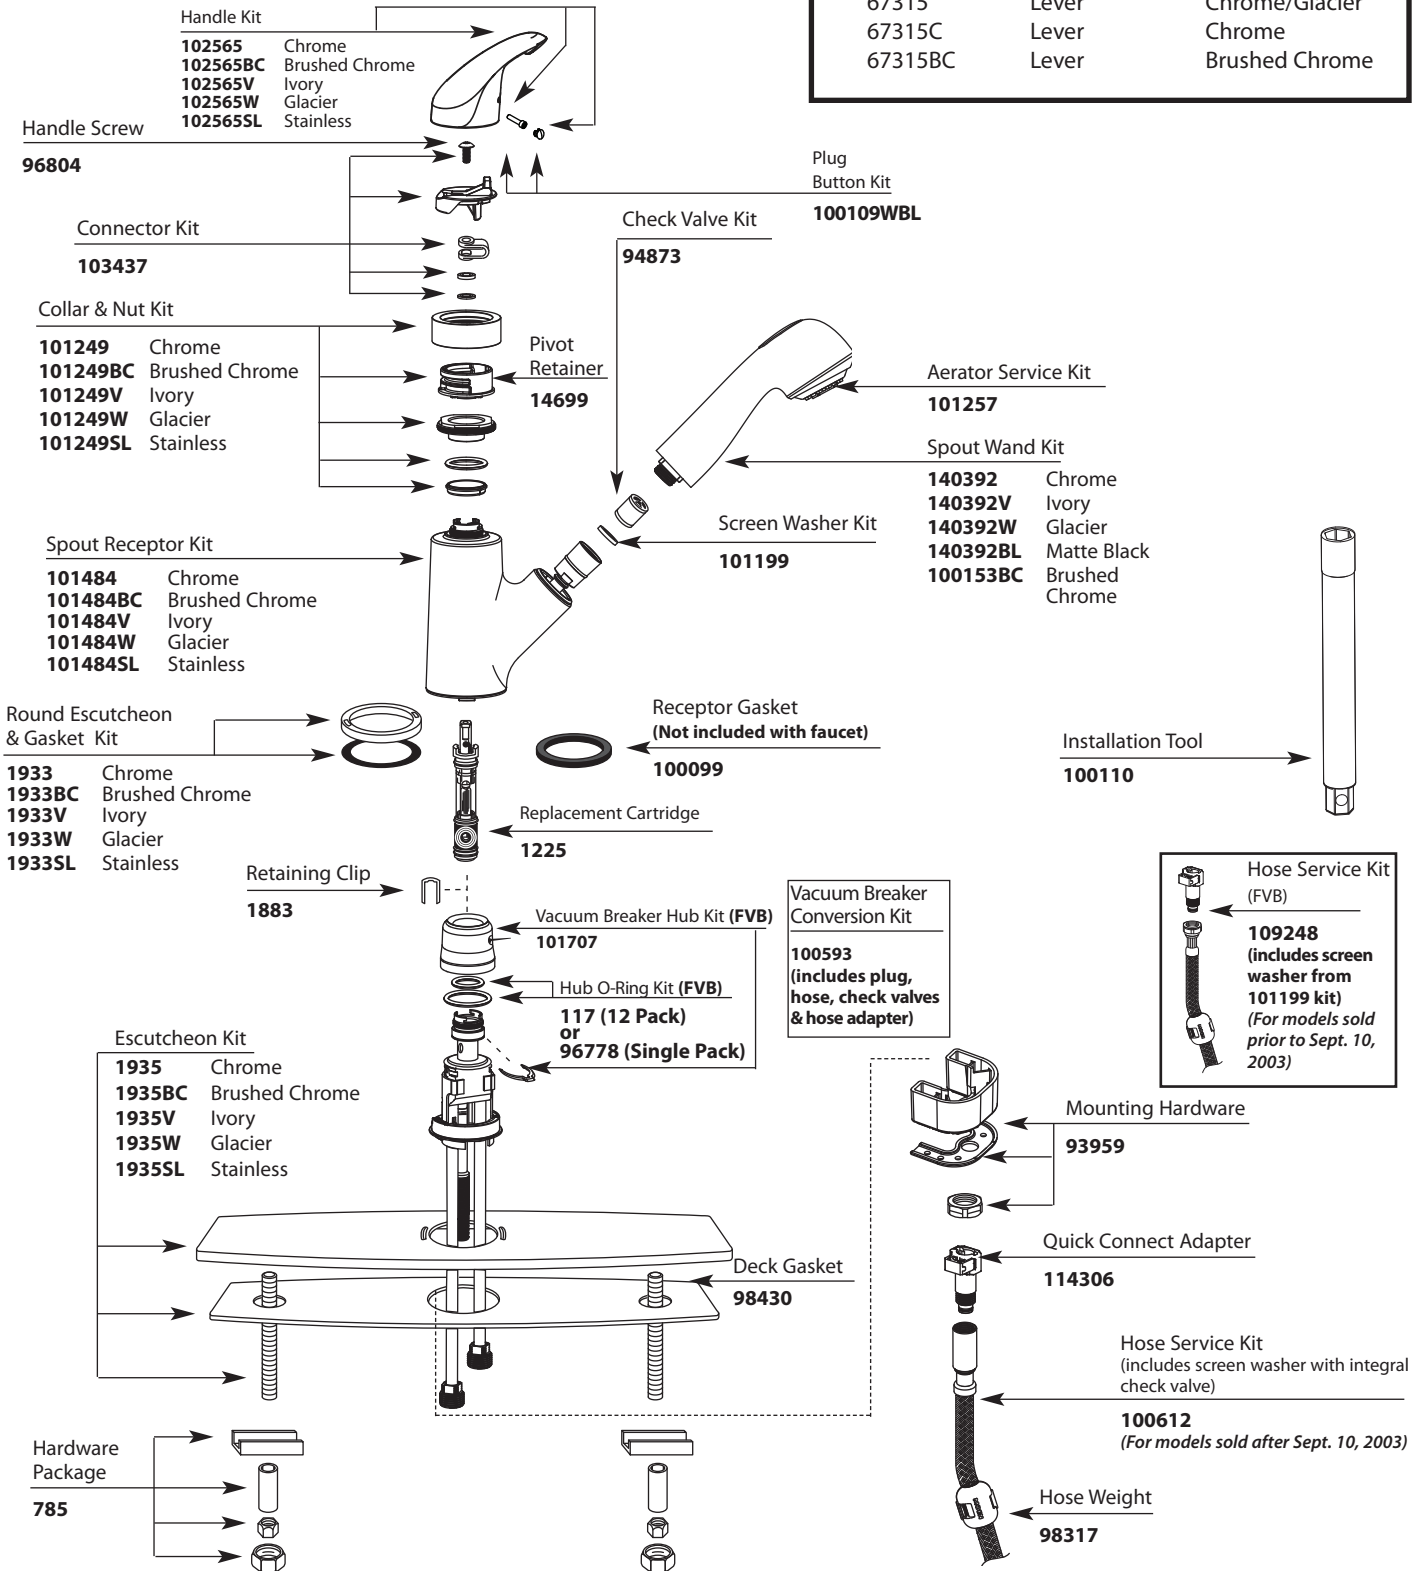 67315 Lever Chrome/Glacier
67315C Lever Chrome
67315BC Lever Brushed Chrome
Handle Kit
102565 Chrome
102565BC Brushed Chrome
102565V Ivory
102565W Glacier
102565SL Stainless
Handle Screw
96804
Plug
Button Kit
100109WBL
Connector Kit
103437
Check Valve Kit
94873
Collar & Nut Kit
101249 Chrome
101249BC Brushed Chrome
101249V Ivory
101249W Glacier
101249SL Stainless
Pivot
Retainer
14699
Aerator Service Kit
101257
Spout Wand Kit
140392 Chrome
140392V Ivory
140392W Glacier
140392BL Matte Black
100153BC Brushed
Chrome
Screen Washer Kit
101199
Spout Receptor Kit
101484 Chrome
101484BC Brushed Chrome
101484V Ivory
101484W Glacier
101484SL Stainless
Round Escutcheon
& Gasket Kit
1933 Chrome
1933BC Brushed Chrome
1933V Ivory
1933W Glacier
1933SL Stainless
Receptor Gasket
(Not included with faucet)
100099
Installation Tool
100110
Replacement Cartridge
1225
Retaining Clip
1883
Vacuum Breaker Hub Kit (FVB)
101707
Hub O-Ring Kit (FVB)
117 (12 Pack)
or
96778 (Single Pack)
Vacuum Breaker
Conversion Kit
100593
(includes plug,
hose, check valves
& hose adapter)
Hose Service Kit
(FVB)
109248
(includes screen
washer from
101199 kit)
(For models sold
prior to Sept. 10,
2003)
Escutcheon Kit
1935 Chrome
1935BC Brushed Chrome
1935V Ivory
1935W Glacier
1935SL Stainless
Mounting Hardware
93959
Quick Connect Adapter
114306
Deck Gasket
98430
Hose Service Kit
(includes screen washer with integral
check valve)
100612
(For models sold after Sept. 10, 2003)
Hardware
Package
785
Hose Weight
98317